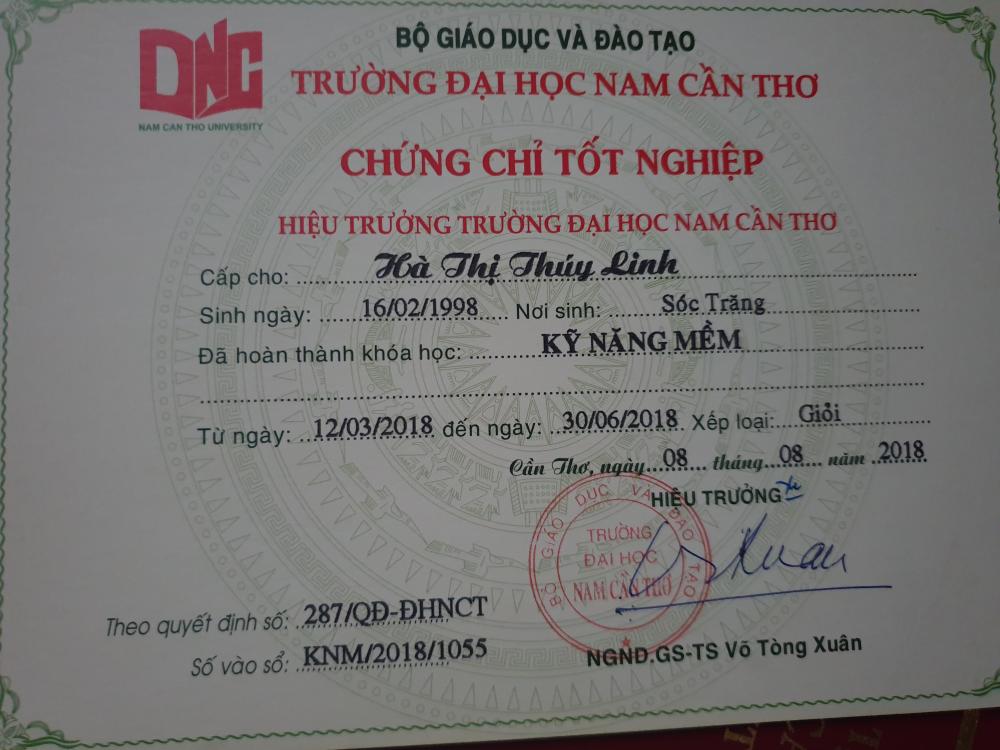 DNC
NAM CAN THO UNIVERSITY
BỘ GIÁO DỤC VÀ ĐÀO TẠO
TRƯỜNG ĐẠI HỌC NAM CẦN THƠ
CHỨNG CHỈ TỐT NGHIỆP
HIỆU TRƯỞNG TRƯỜNG ĐẠI HỌC NAM CẦN THƠ
Cấp cho: Hà Thị Thúy Linh
Sinh ngày: 16/02/1998 Nơi sinh: Sóc Trăng
Đã hoàn thành khóa học: KỸ NĂNG MỀM
Từ ngày: 12/03/2018 đến ngày: 30/06/2018 Xếp loại: Giỏi
Cần Thơ, ngày 08 tháng 08 năm 2018
HIỆU TRƯỞNG
BỘ GIÁO DỤC VÀ ĐÀO TẠO
TRƯỜNG
ĐẠI HỌC
NAM CẦN THƠ
Xuan
Theo quyết định số: 287/QĐ-ĐHNCT
Số vào sổ: KNM/2018/1055
NGND.GS-TS Võ Tòng Xuân